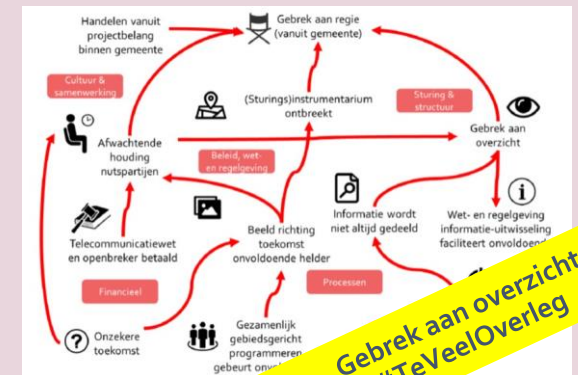 Handelen vanuit
projectbelang
binnen gemeente
Gebrek aan regie
(vanuit gemeente)
Cultuur &
samenwerking
(Sturings)instrumentarium
ontbreekt
Sturing &
structuur
Afwachtende
houding
nutspartijen
Gebrek aan
overzicht
Beleid, wet-
en regelgeving
Telecommunicatiewet
en openbreker betaald
Beeld richting
toekomst
onvoldoende helder
Informatie wordt
niet altijd gedeeld
Wet- en regelgeving
informatie-uitwisseling
faciliteert onvoldoend
Financieel
Processen
Onzekere
toekomst
Gezamenlijk
gebiedsgericht
programmeren
gebeurt onvo
Gebrek aan overzicht
#TeVeelOverleg